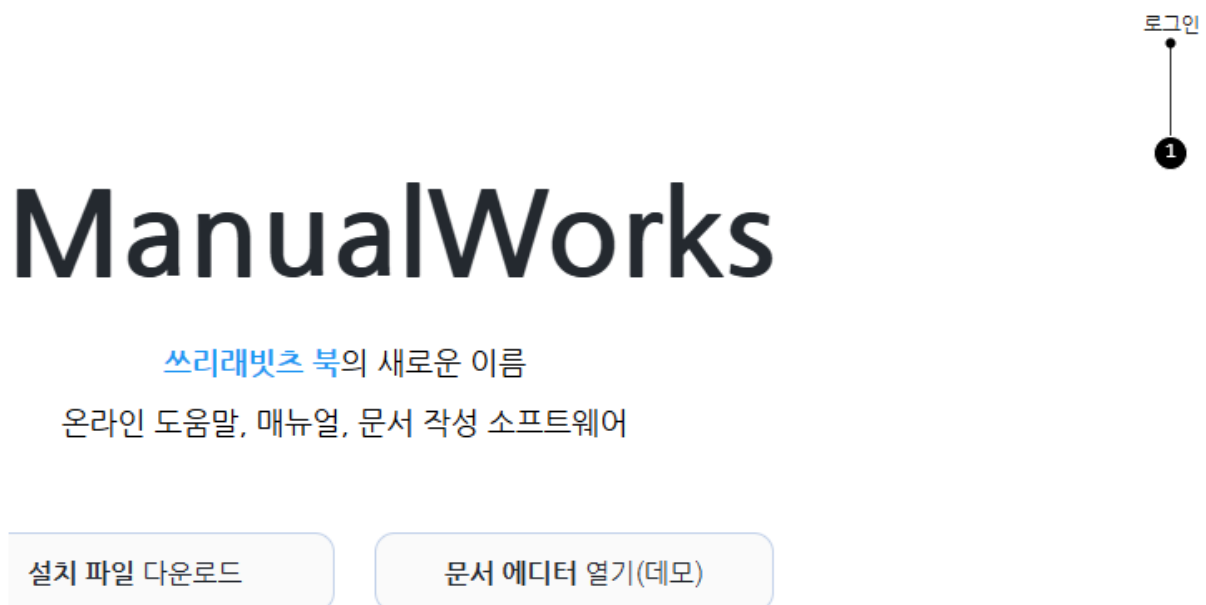 로그인
1
ManualWorks
쓰리래빗츠 북의 새로운 이름
온라인 도움말, 매뉴얼, 문서 작성 소프트웨어
설치 파일 다운로드
문서 에디터 열기(데모)